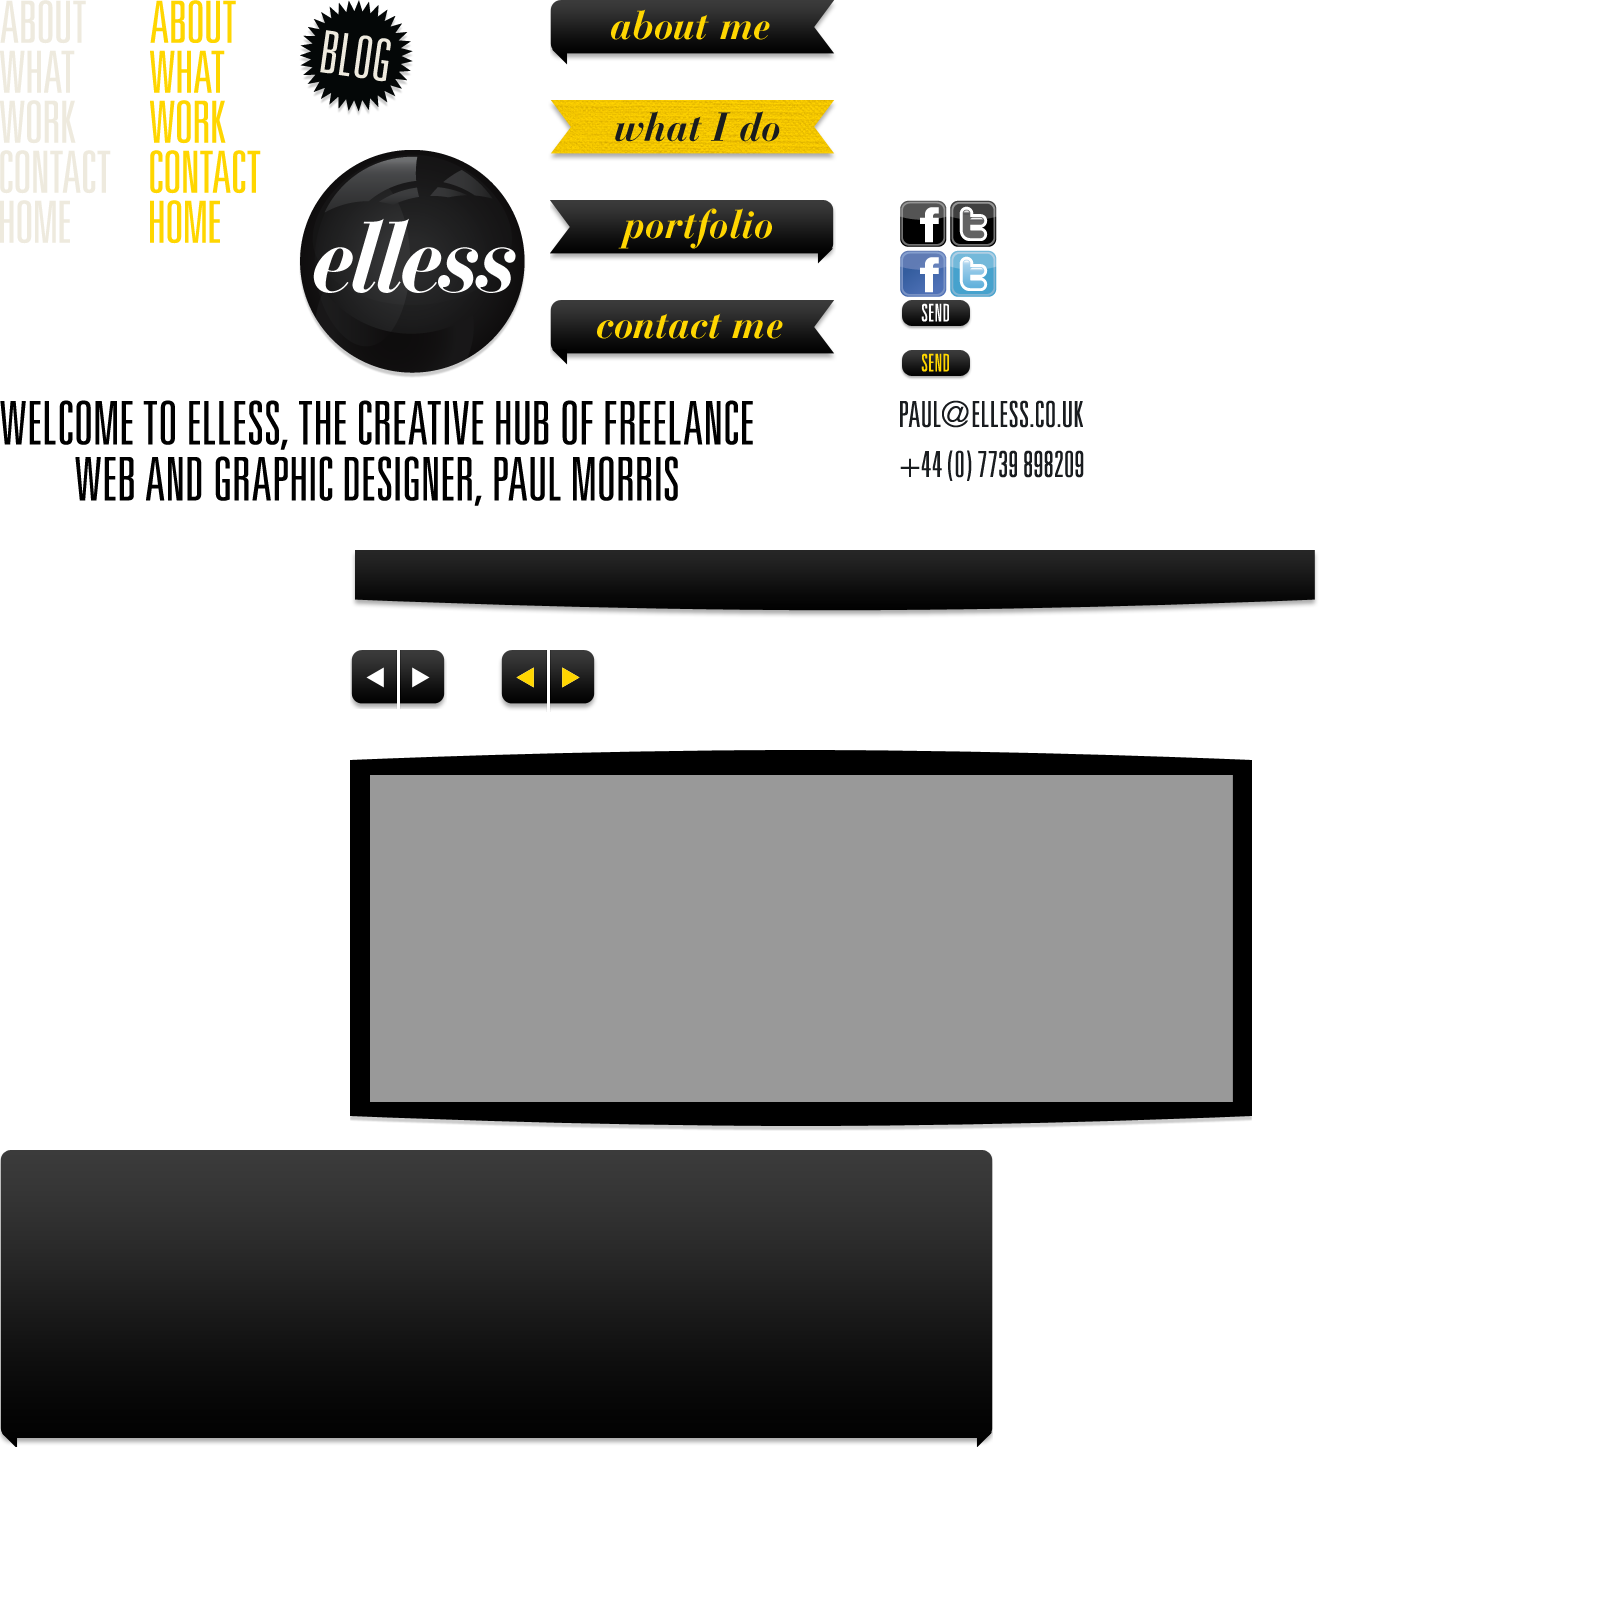 ABOUT
WHAT
WORK
CONTACT
HOME
ABOUT
WHAT
WORK
CONTACT
HOME
BLOG
elless
about me
what I do
portfolio
contact me
f t
f t
SEND
SEND
WELCOME TO ELLESS, THE CREATIVE HUB OF FREELANCE
WEB AND GRAPHIC DESIGNER, PAUL MORRIS
PAUL@ELLESS.CO.UK
+44 (0) 7739 898209